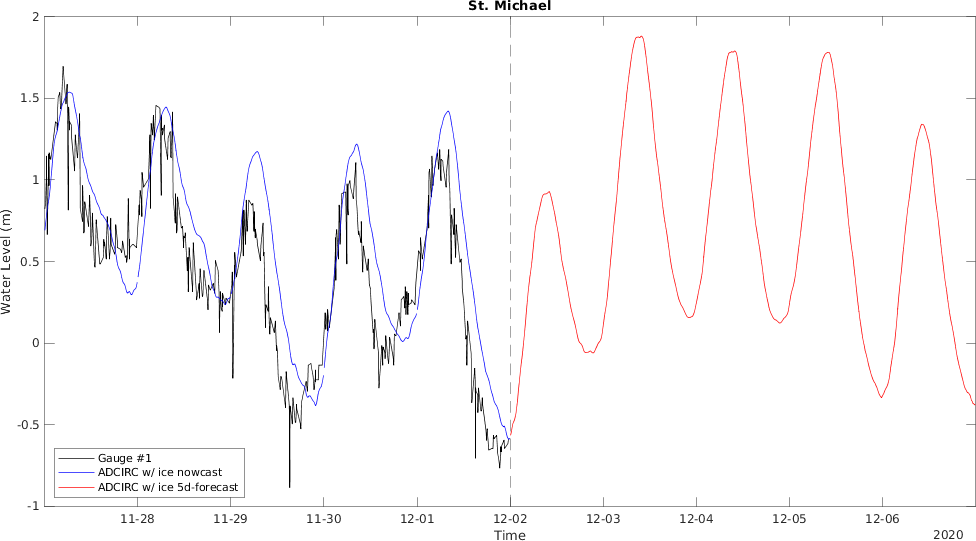 St. Michael
2
1.5
1
0.5
0
-0.5
-1
Water Level (m)
Gauge #1
ADCIRC w/ ice nowcast
ADCIRC w/ ice 5d-forecast
11-28 11-29 11-30 12-01 12-02 12-03 12-04 12-05 12-06
Time
2020